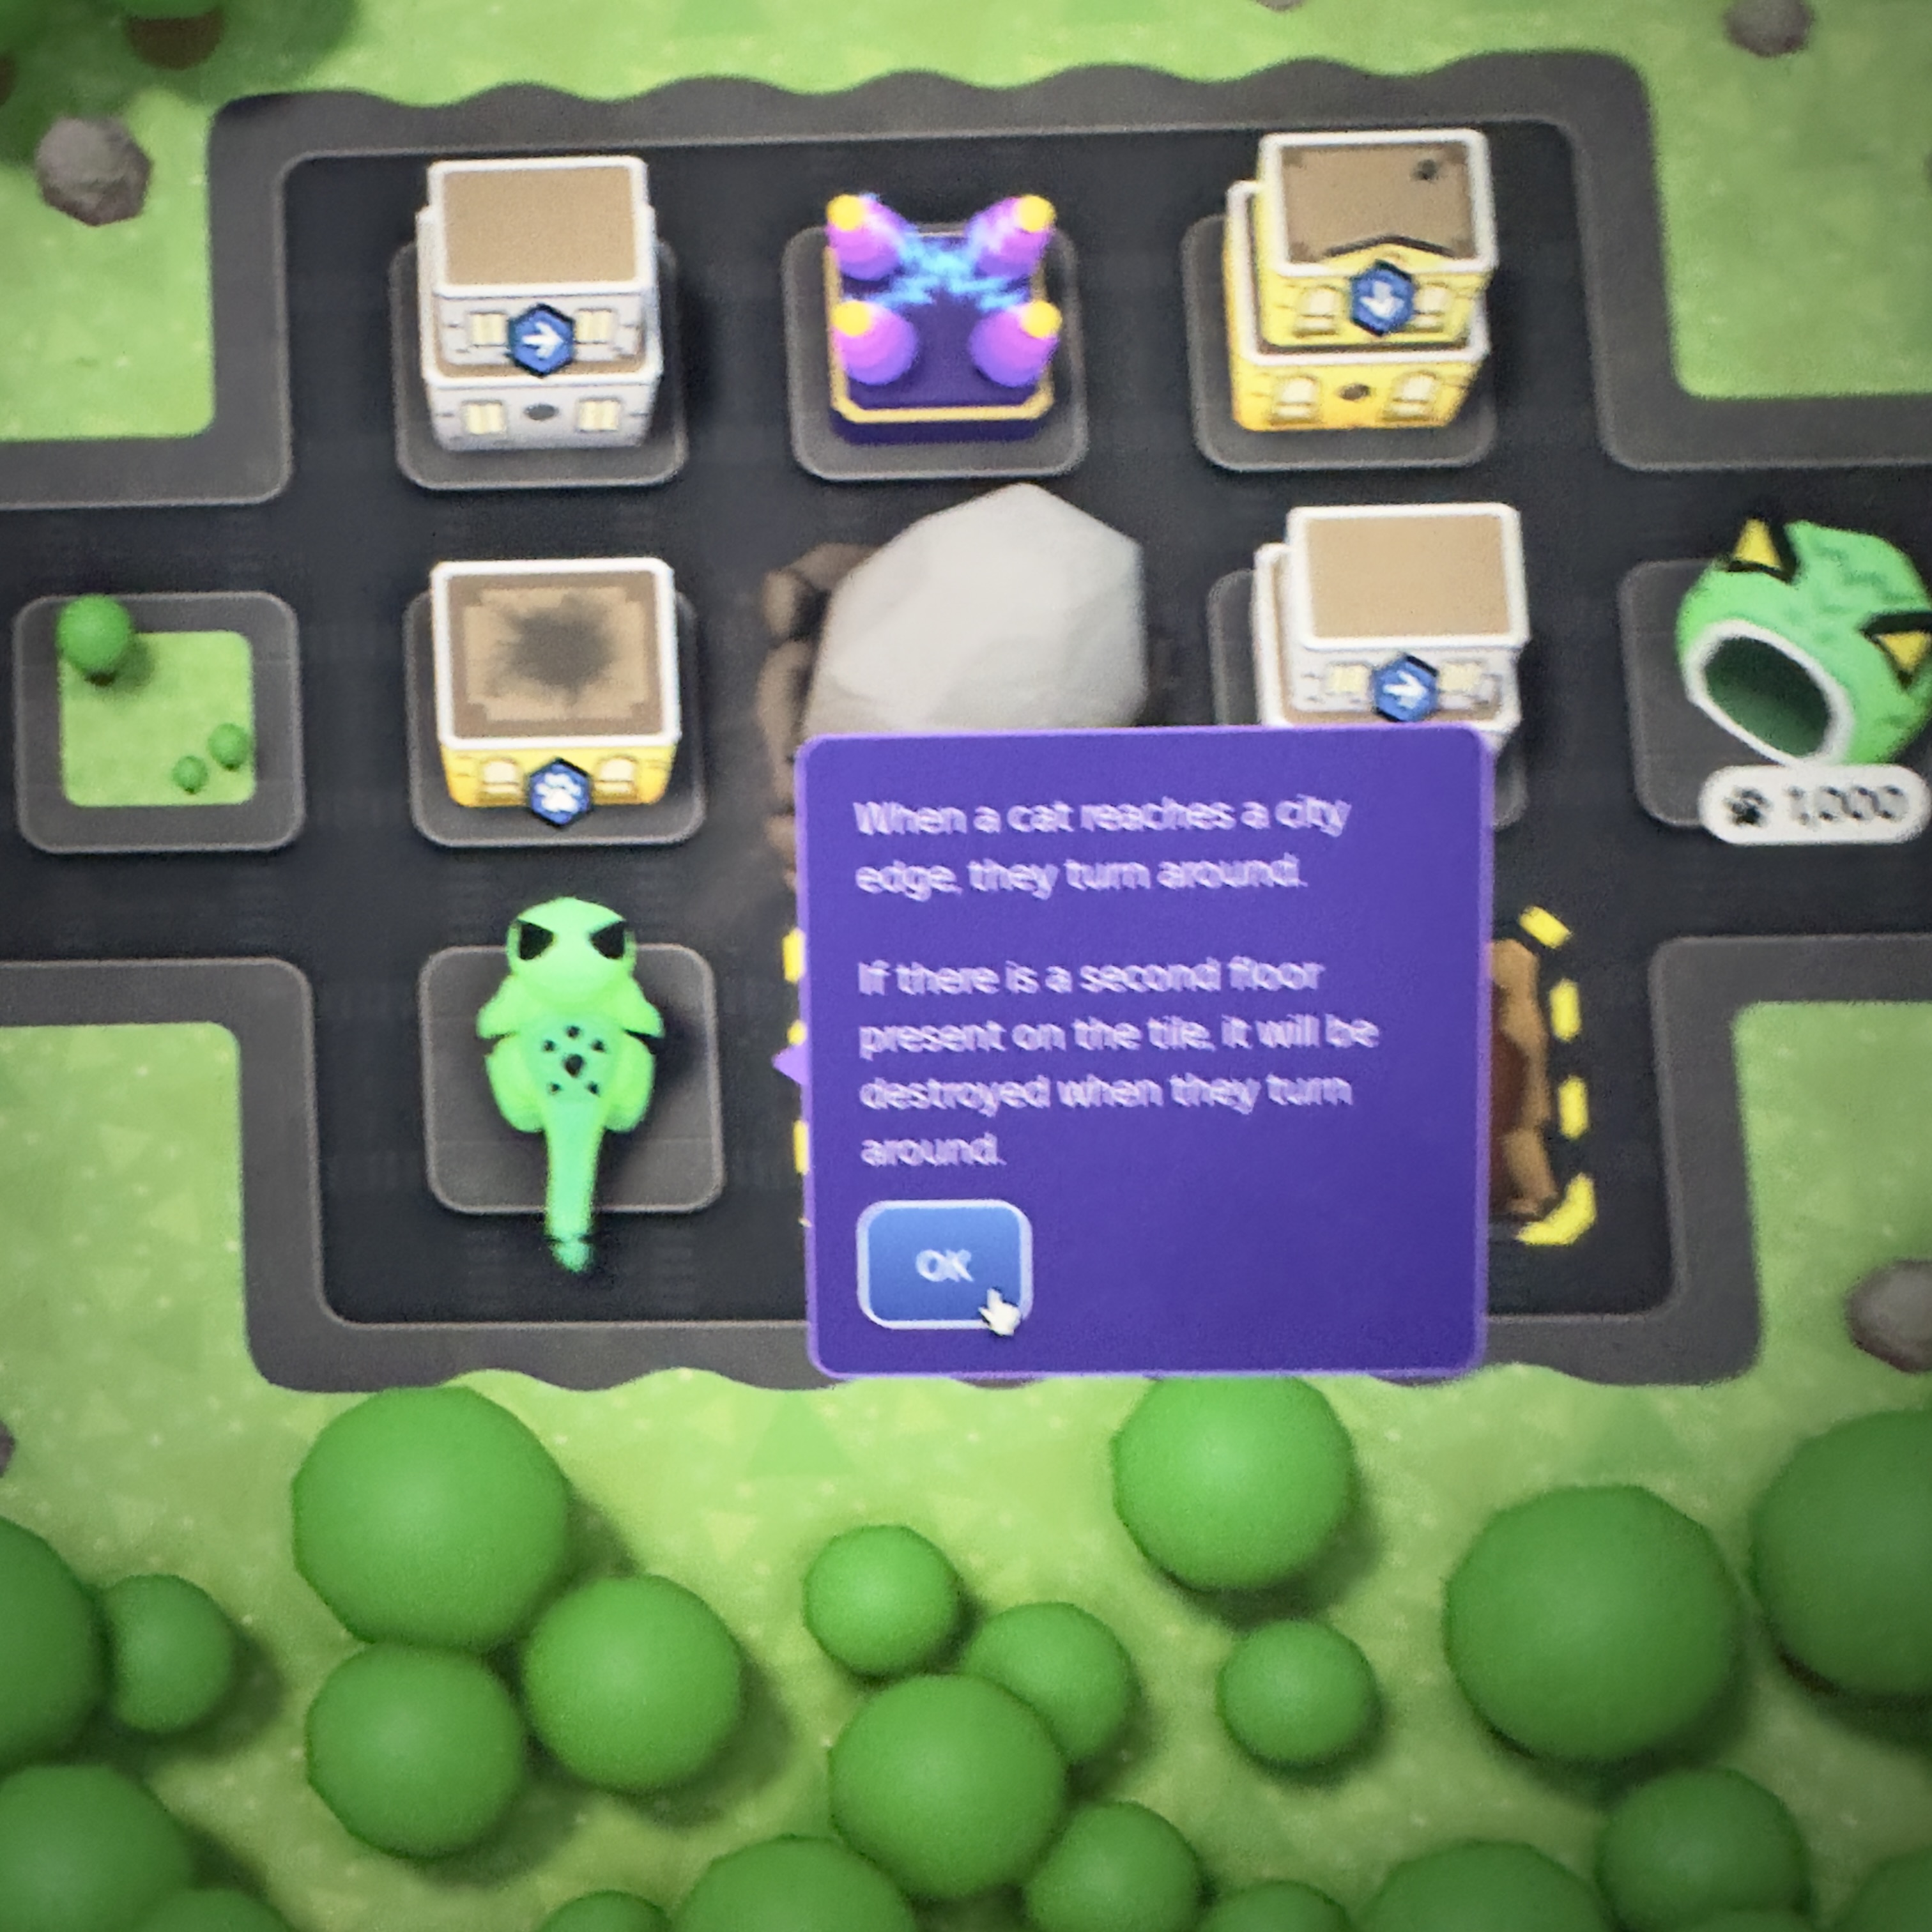 1,000
When a cat reaches a city
edge, they turn around.
If there is a second floor
present on the tile, it will be
destroyed when they turn
around.
OK